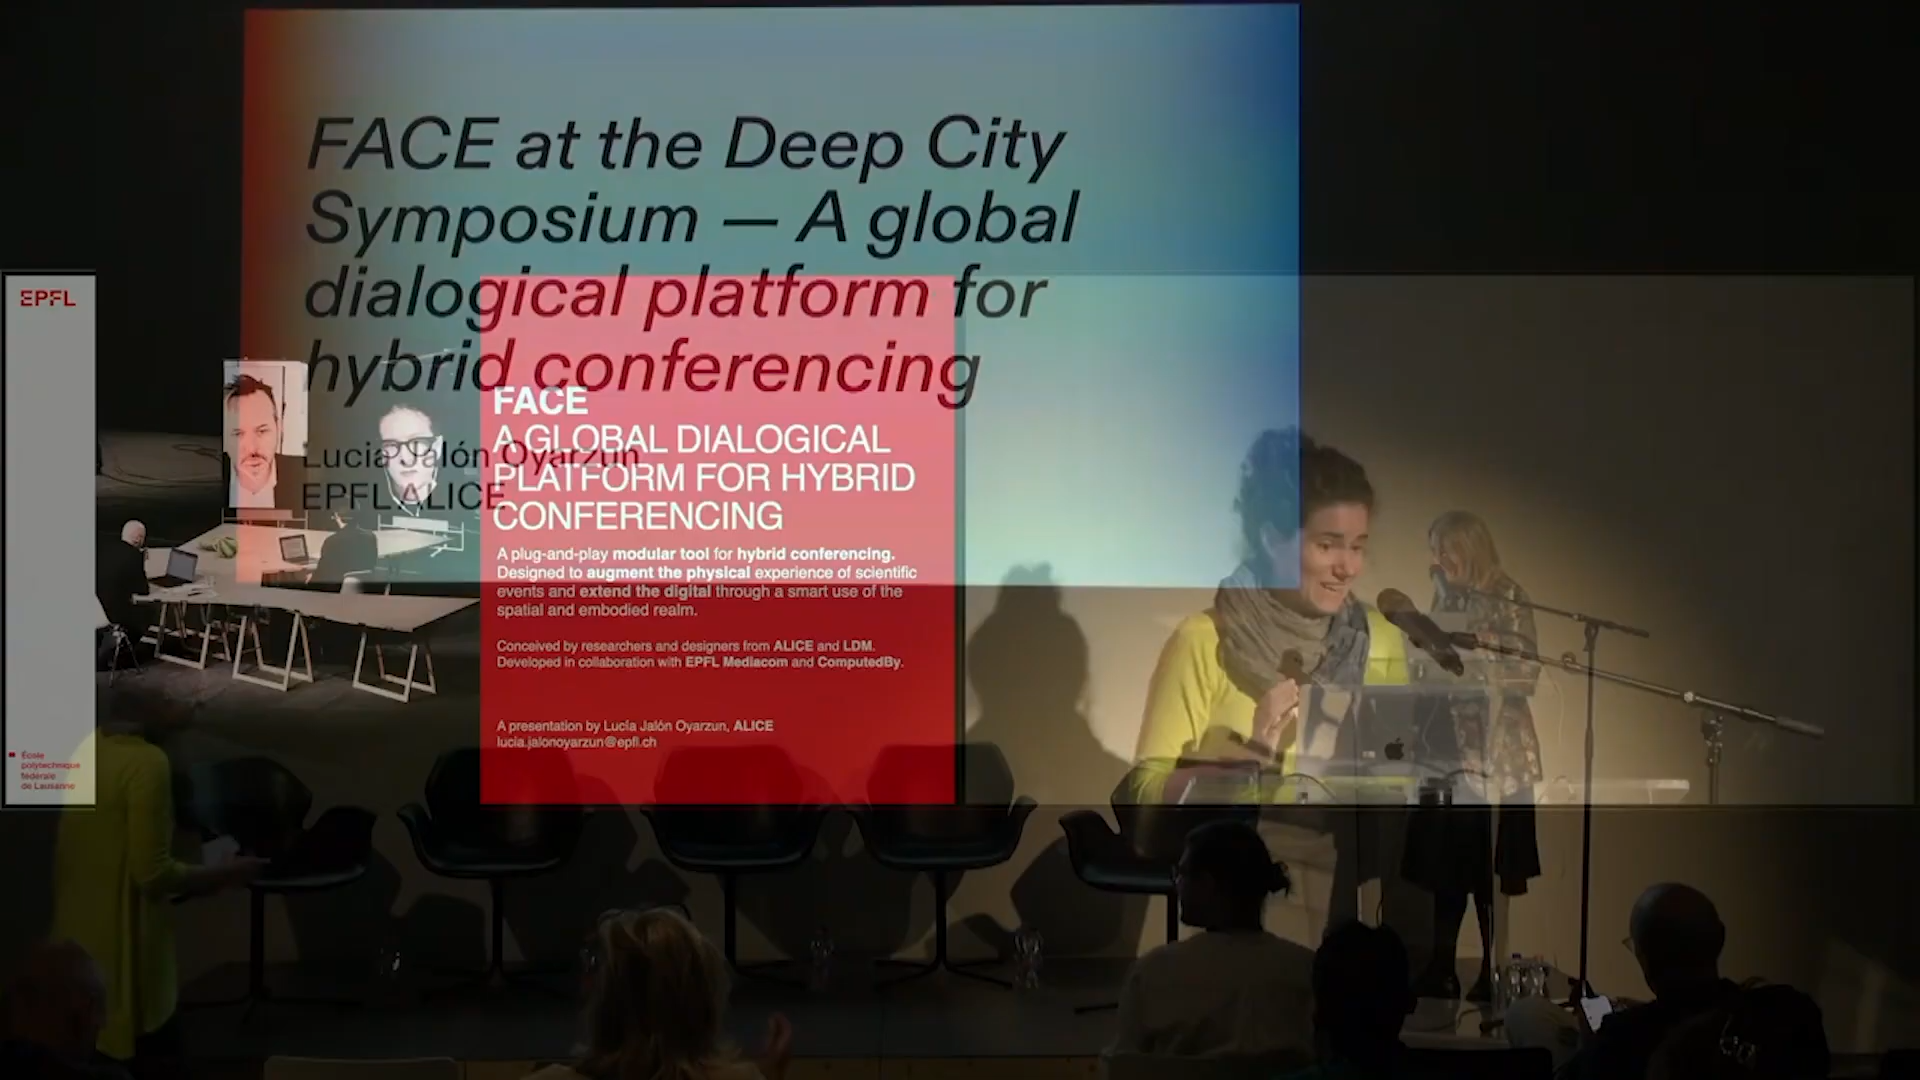 FACE at the Deep City
Symposium — A global
dialogical platform for
hybrid conferencing
Lucia Jalón Oyarzun
EPFL ALICE
EPFL
École
polytechnique
fédérale
de Lausanne
FACE
A GLOBAL DIALOGICAL
PLATFORM FOR HYBRID
CONFERENCING
A plug-and-play modular tool for hybrid conferencing.
Designed to augment the physical experience of scientific
events and extend the digital through a smart use of the
spatial and embodied realm.
Conceived by researchers and designers from ALICE and LDM.
Developed in collaboration with EPFL Mediacom and ComputedBy.
A presentation by Lucía Jalón Oyarzun, ALICE
lucia.jalonoyarzun@epfl.ch